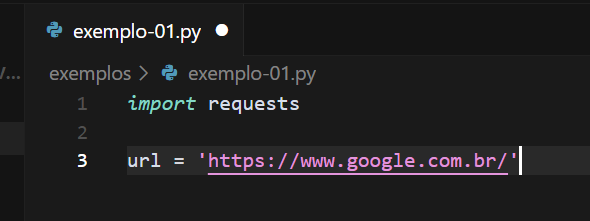 exemplo-01.py
/...
exemplos > exemplo-01.py
1 import requests
2
3 url = 'https://www.google.com.br/'